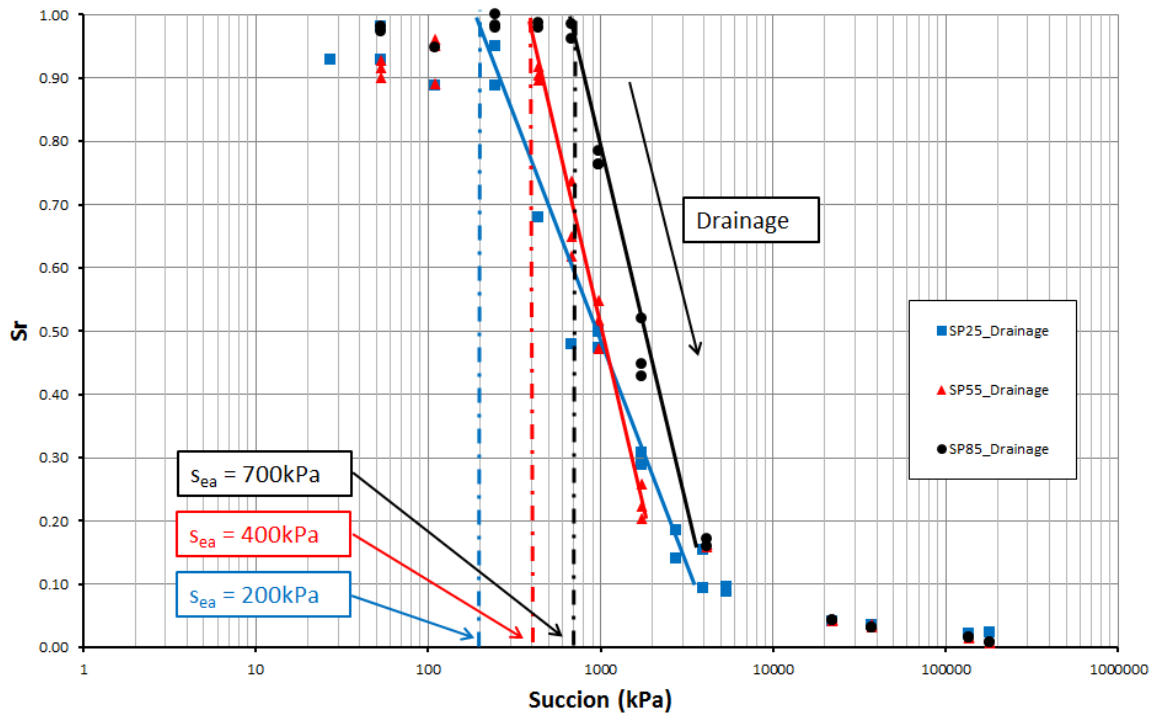 1.00
0.90
0.80
0.70
0.60
0.50
0.40
0.30
0.20
0.10
0.00
Sr
1
10
100
1000
10000
100000
1000000
Succion (kPa)
Drainage
sea = 700kPa
sea = 400kPa
sea = 200kPa
SP25_Drainage
SP55_Drainage
SP85_Drainage